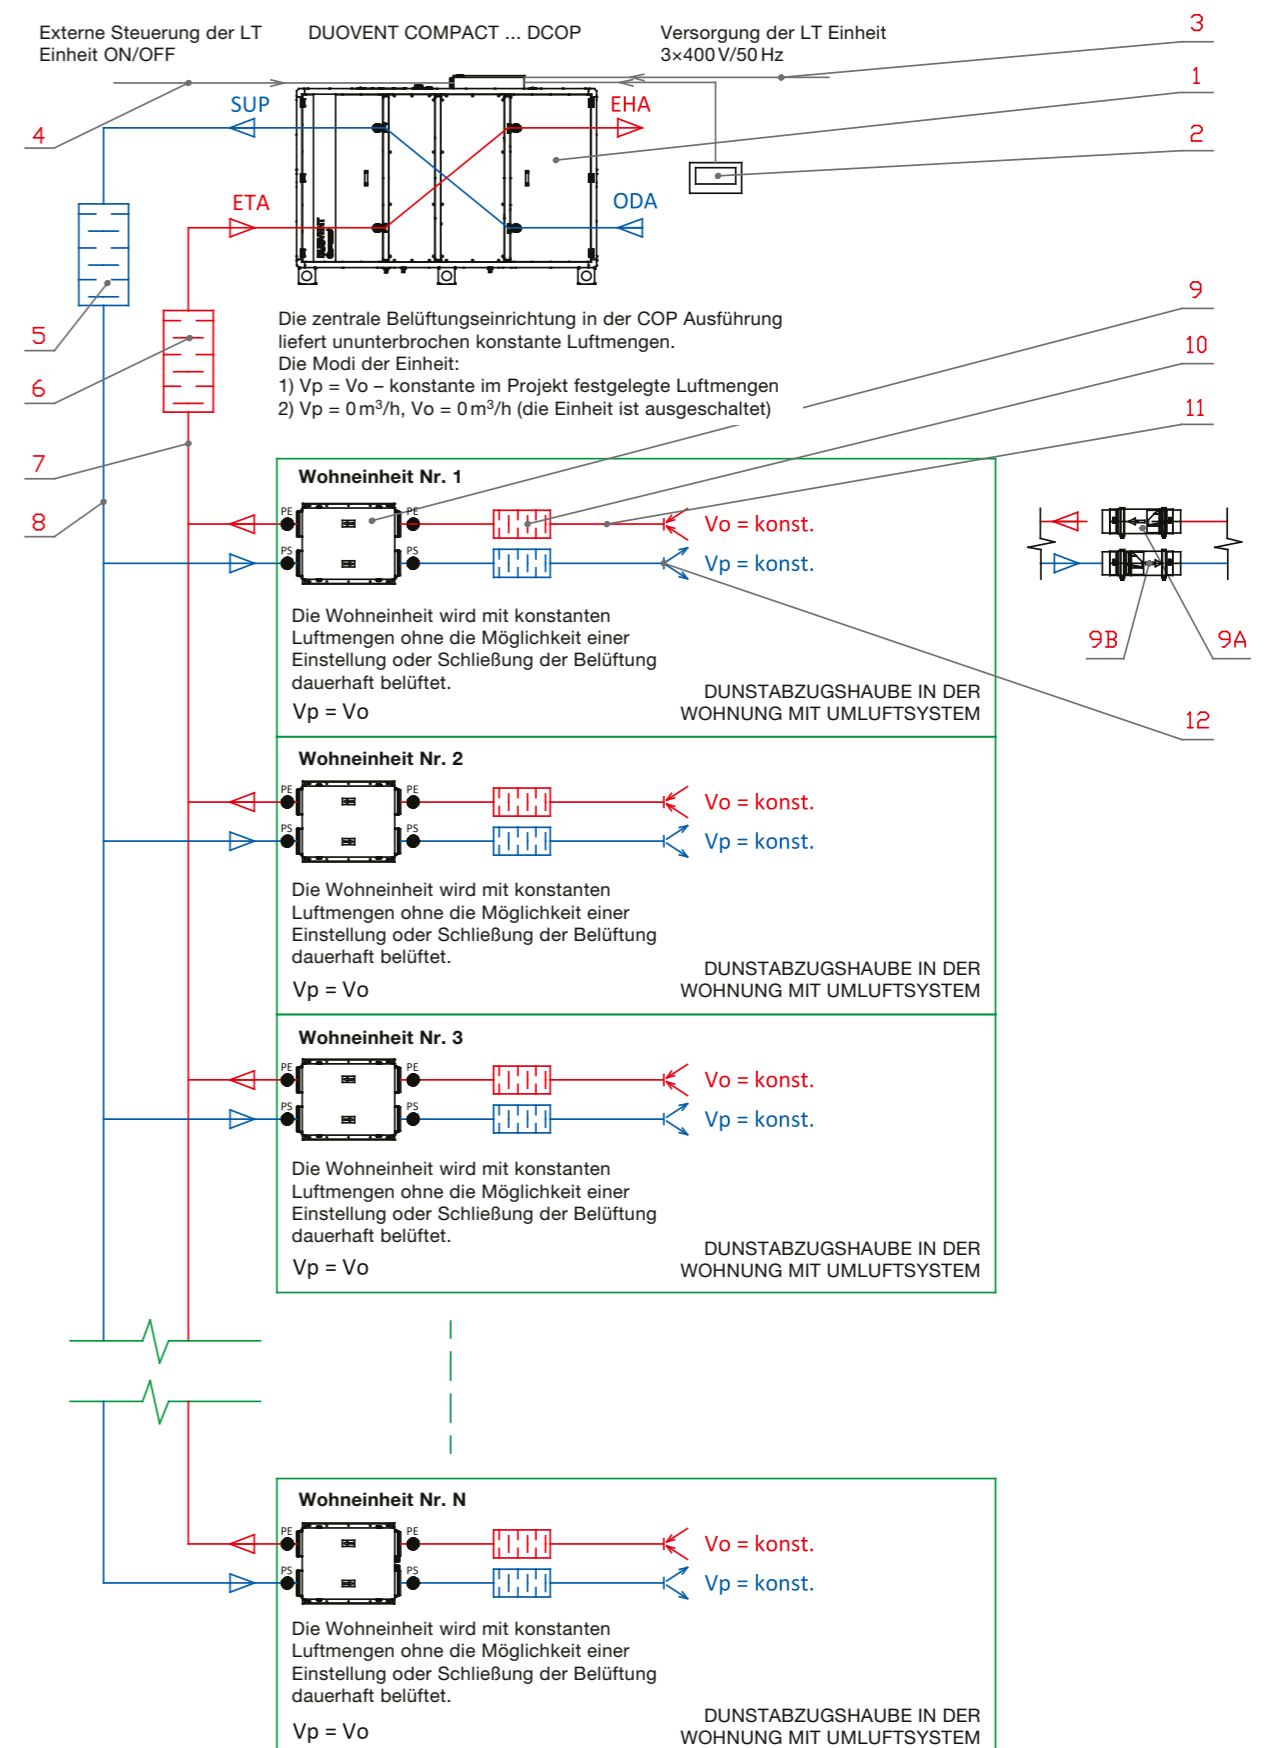 Externe Steuerung der LT
Einheit ON/OFF
DUOVENT COMPACT ... DCOP
Versorgung der LT Einheit
3×400 V/50 Hz
3
1
2
4
SUP
EHA
ETA
ODA
DUOVENT
5
6
7
8
9
10
11
Die zentrale Belüftungseinrichtung in der COP Ausführung
liefert ununterbrochen konstante Luftmengen.
Die Modi der Einheit:
1) Vp = Vo – konstante im Projekt festgelegte Luftmengen
2) Vp = 0 m³/h, Vo = 0 m³/h (die Einheit ist ausgeschaltet)
Wohneinheit Nr. 1
PE
PE
Vo = konst.
PS
PS
Vp = konst.
9B
9A
12
Die Wohneinheit wird mit konstanten
Luftmengen ohne die Möglichkeit einer
Einstellung oder Schließung der Belüftung
dauerhaft belüftet.
Vp = Vo
DUNSTABZUGSHAUBE IN DER
WOHNUNG MIT UMLUFTSYSTEM
Wohneinheit Nr. 2
PE
PE
Vo = konst.
PS
PS
Vp = konst.
Die Wohneinheit wird mit konstanten
Luftmengen ohne die Möglichkeit einer
Einstellung oder Schließung der Belüftung
dauerhaft belüftet.
Vp = Vo
DUNSTABZUGSHAUBE IN DER
WOHNUNG MIT UMLUFTSYSTEM
Wohneinheit Nr. 3
PE
PE
Vo = konst.
PS
PS
Vp = konst.
Die Wohneinheit wird mit konstanten
Luftmengen ohne die Möglichkeit einer
Einstellung oder Schließung der Belüftung
dauerhaft belüftet.
Vp = Vo
DUNSTABZUGSHAUBE IN DER
WOHNUNG MIT UMLUFTSYSTEM
Wohneinheit Nr. N
PE
PE
Vo = konst.
PS
PS
Vp = konst.
Die Wohneinheit wird mit konstanten
Luftmengen ohne die Möglichkeit einer
Einstellung oder Schließung der Belüftung
dauerhaft belüftet.
Vp = Vo
DUNSTABZUGSHAUBE IN DER
WOHNUNG MIT UMLUFTSYSTEM